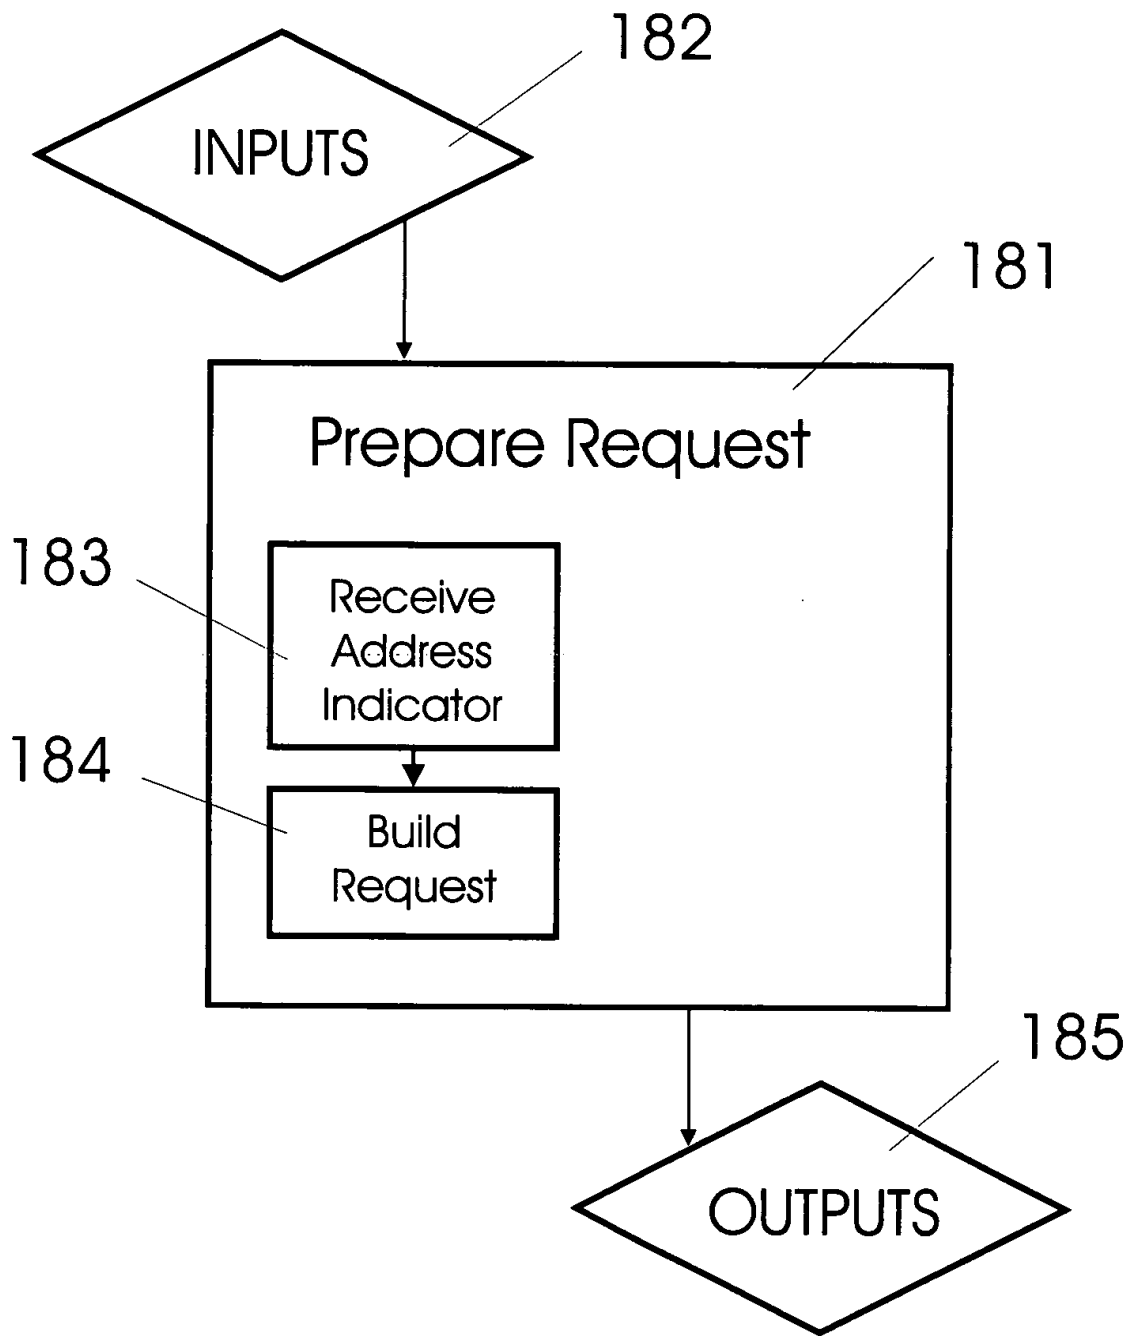 182
INPUTS
181
Prepare Request
183
Receive
Address
Indicator
184
Build
Request
185
OUTPUTS